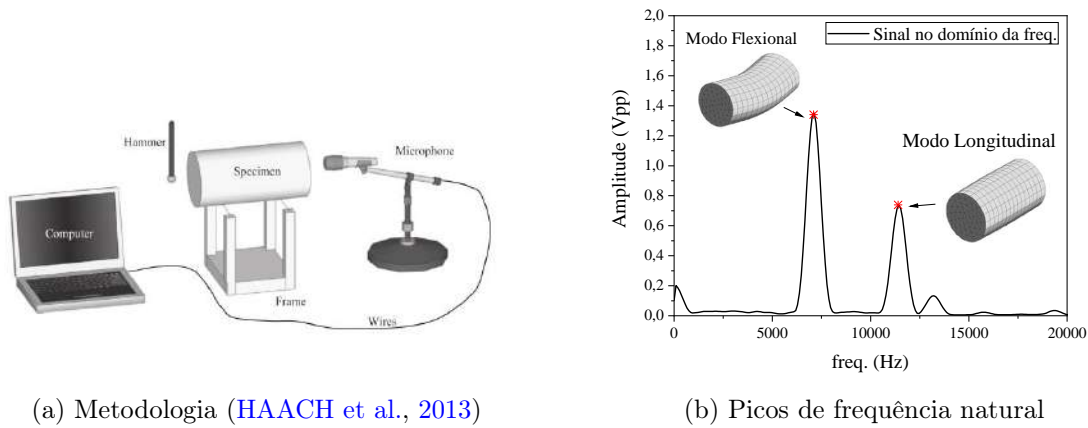 Hammer
Specimen
Microphone
Computer
Frame
Wires
(a) Metodologia (HAACH et al., 2013)
Sinal no domínio da freq.
Modo Flexional
Modo Longitudinal
Amplitude (Vpp)
2,0
1,8
1,6
1,4
1,2
1,0
0,8
0,6
0,4
0,2
0,0
0 5000 10000 15000 20000
freq. (Hz)
(b) Picos de frequência natural